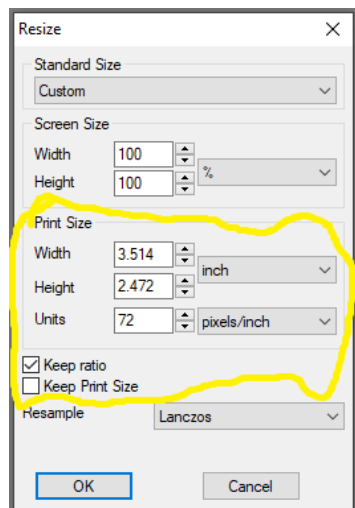 Resize
Standard Size
Custom
Screen Size
Width 100
%
Height 100
Print Size
Width 3.514
inch
Height 2.472
Units 72 pixels/inch
Keep ratio
Keep Print Size
Resample Lanczos
OK Cancel